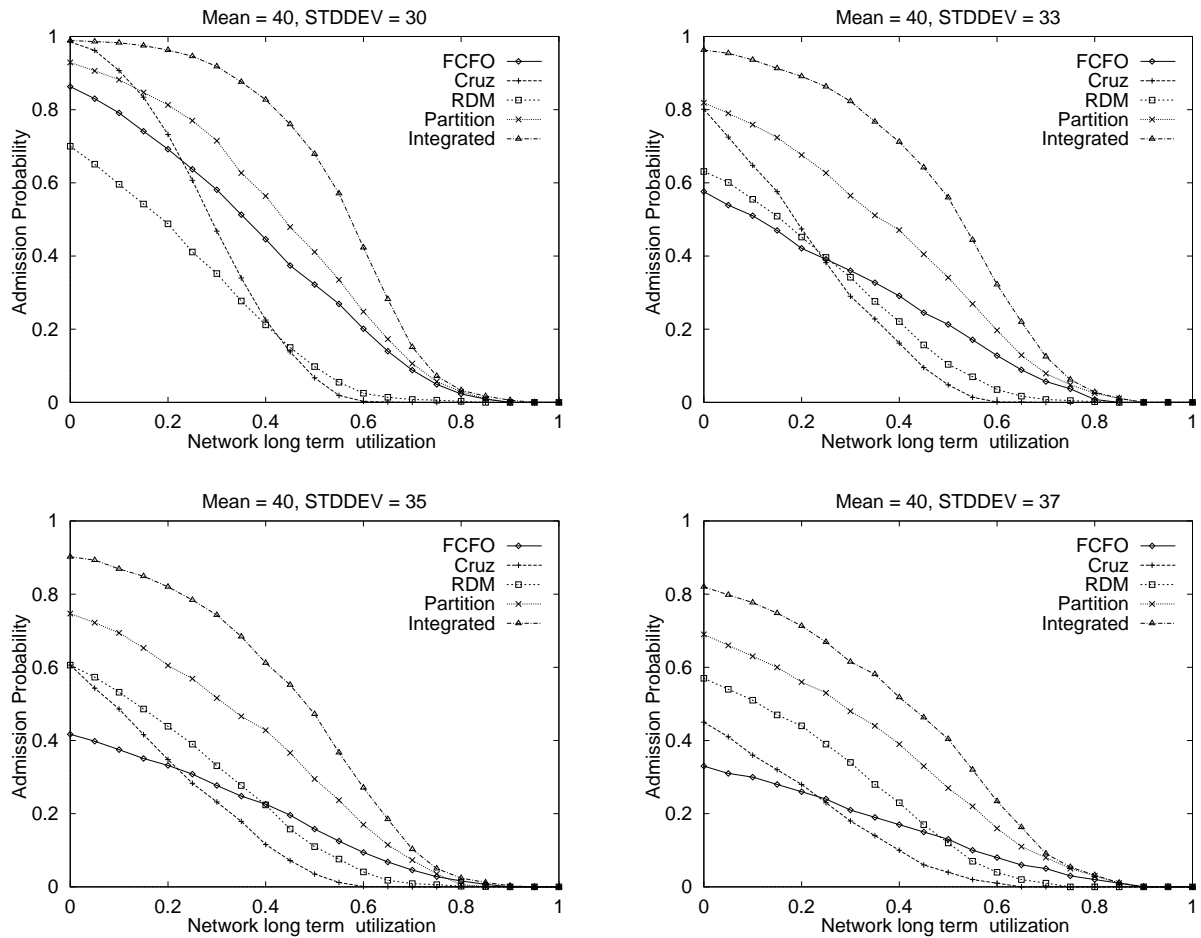 Mean = 40, STDDEV = 30
1
0.8
0.6
0.4
0.2
0
Admission Probability
FCFO
Cruz
RDM
Partition
Integrated
0 0.2 0.4 0.6 0.8 1
Network long term utilization
Mean = 40, STDDEV = 33
1
0.8
0.6
0.4
0.2
0
Admission Probability
FCFO
Cruz
RDM
Partition
Integrated
0 0.2 0.4 0.6 0.8 1
Network long term utilization
Mean = 40, STDDEV = 35
1
0.8
0.6
0.4
0.2
0
Admission Probability
FCFO
Cruz
RDM
Partition
Integrated
0 0.2 0.4 0.6 0.8 1
Network long term utilization
Mean = 40, STDDEV = 37
1
0.8
0.6
0.4
0.2
0
Admission Probability
FCFO
Cruz
RDM
Partition
Integrated
0 0.2 0.4 0.6 0.8 1
Network long term utilization